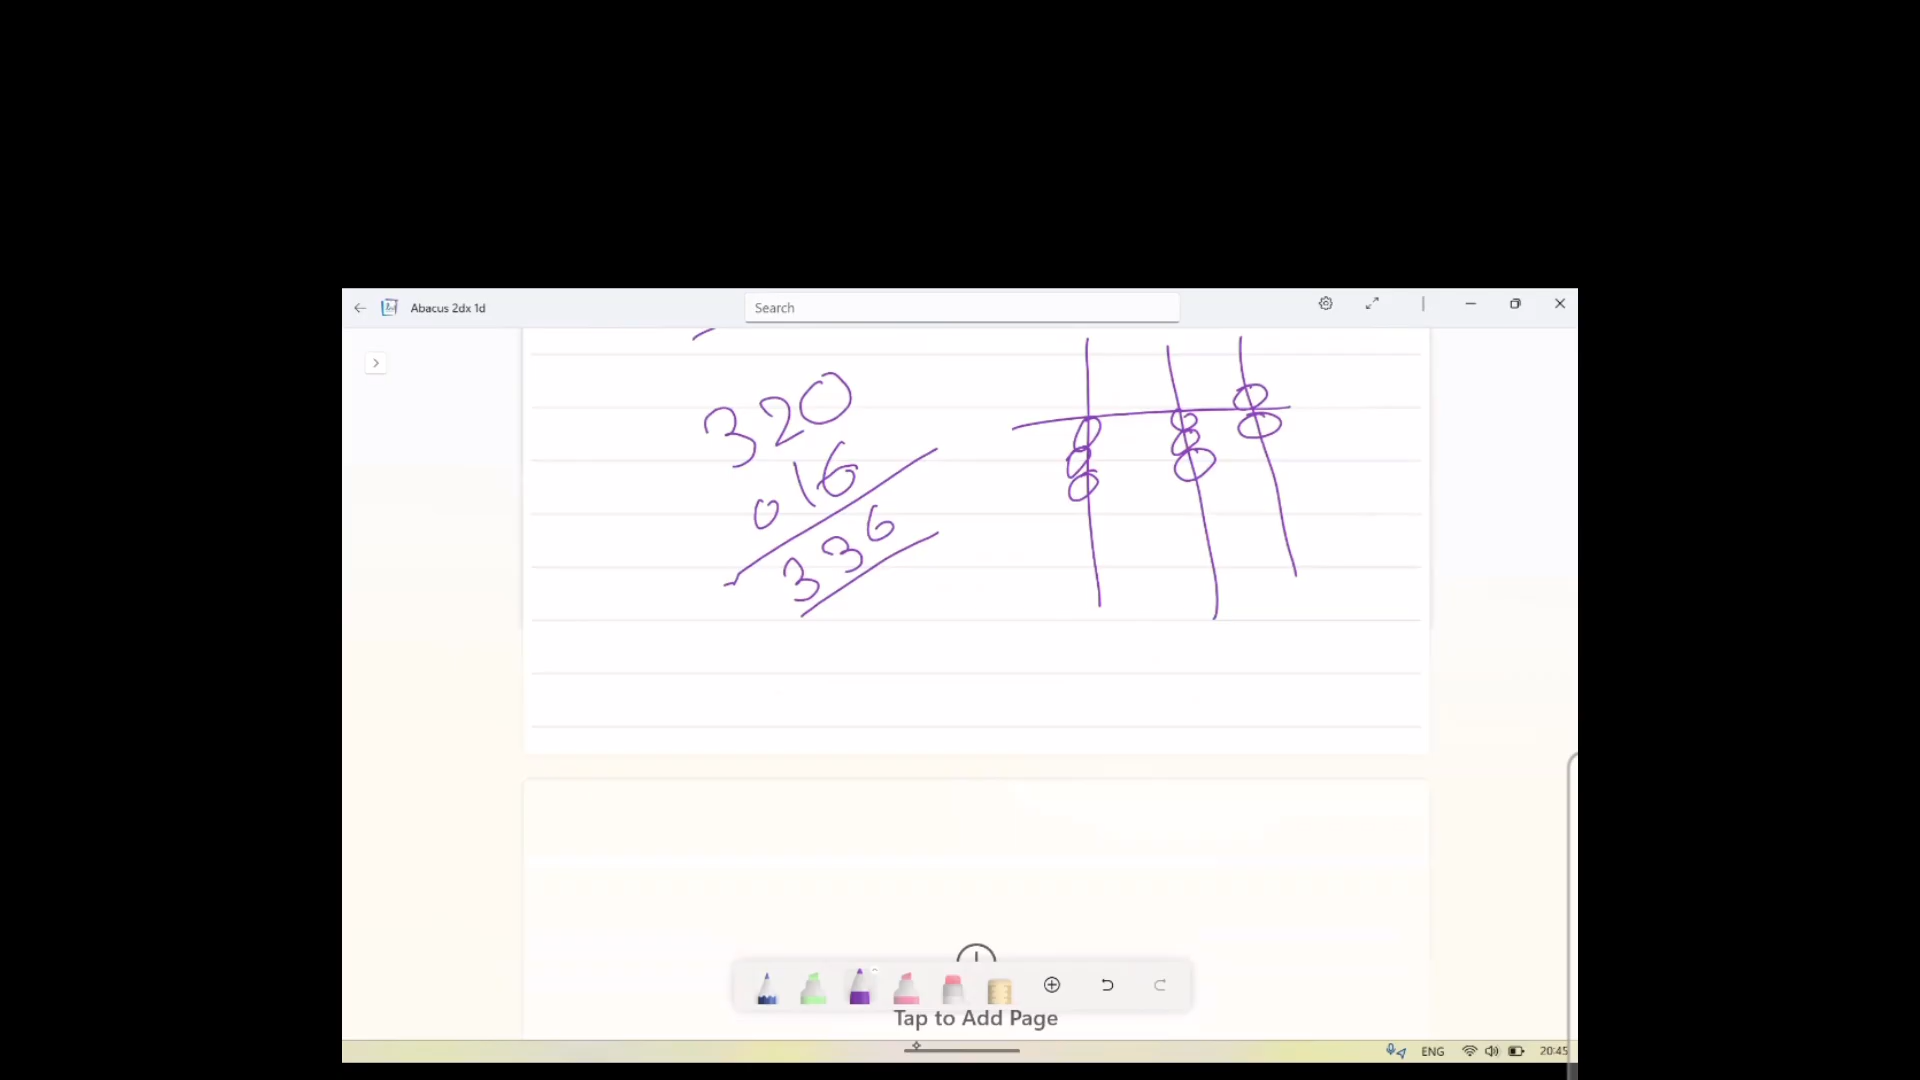 Abacus 2dx 1d
Search
320
016
336
Tap to Add Page
ENG
20:45